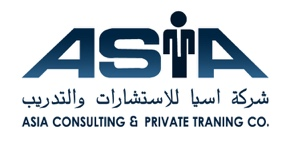 ASIA
شركة اسيا للاستشارات والتدريب
ASIA CONSULTING & PRIVATE TRANING CO.